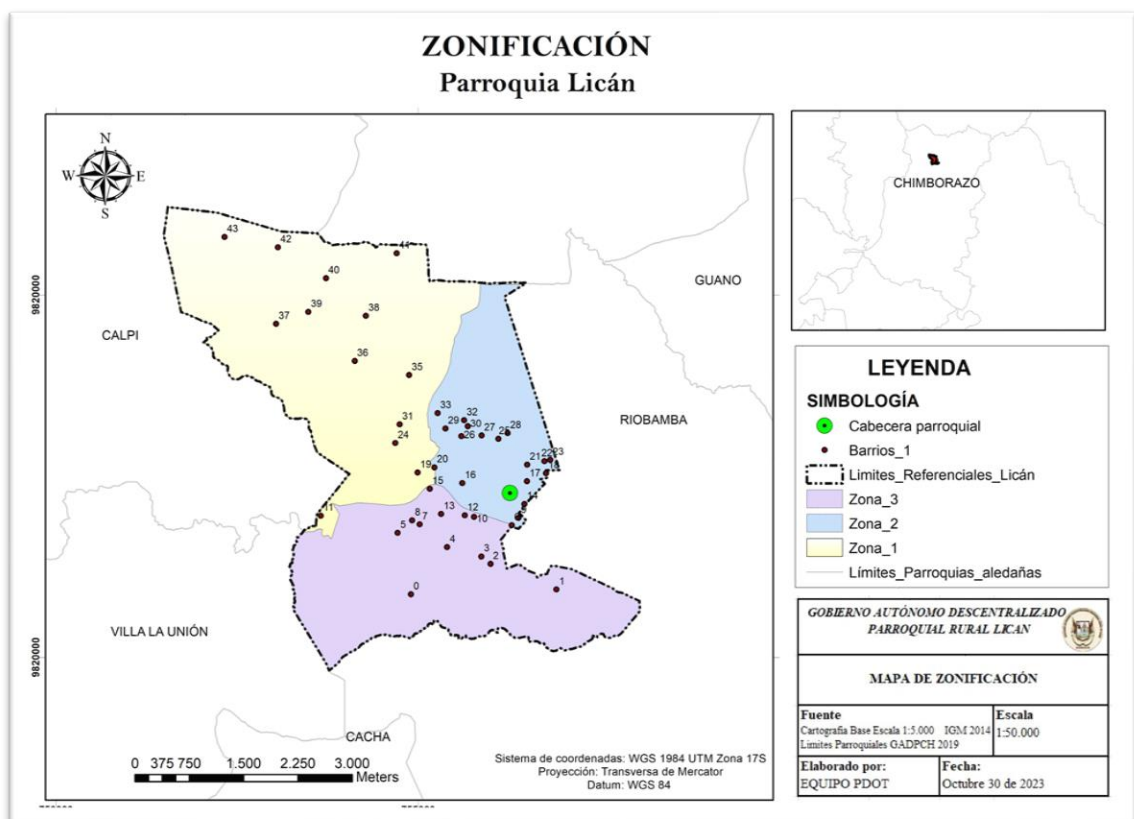 ZONIFICACIÓN
Parroquia Licán
N
W E
S
43
42
41
40
39
38
37
36
35
33
32
31
30
29
28
27
25
26
24
23
22
21
20
19
18
17
16
15
14
13
12
11
10
8
7
5
4
3
2
1
0
9820000
9820000
CALPI
GUANO
RIOBAMBA
VILLA LA UNIÓN
CACHA
0 375 750 1.500 2.250 3.000
Meters
Sistema de coordenadas: WGS 1984 UTM Zona 17S
Proyección: Transversa de Mercator
Datum: WGS 84
CHIMBORAZO
LEYENDA
SIMBOLOGÍA
Cabecera parroquial
Barrios_1
Limites_Referenciales_Licán
Zona_3
Zona_2
Zona_1
Límites_Parroquias_aledañas
GOBIERNO AUTÓNOMO DESCENTRALIZADO
PARROQUIAL RURAL LICAN
MAPA DE ZONIFICACIÓN
Fuente
Cartografía Base Escala 1:5.000 IGM 2014
Limites Parroquiales GADPCH 2019
Escala
1:50.000
Elaborado por:
EQUIPO PDOT
Fecha:
Octubre 30 de 2023